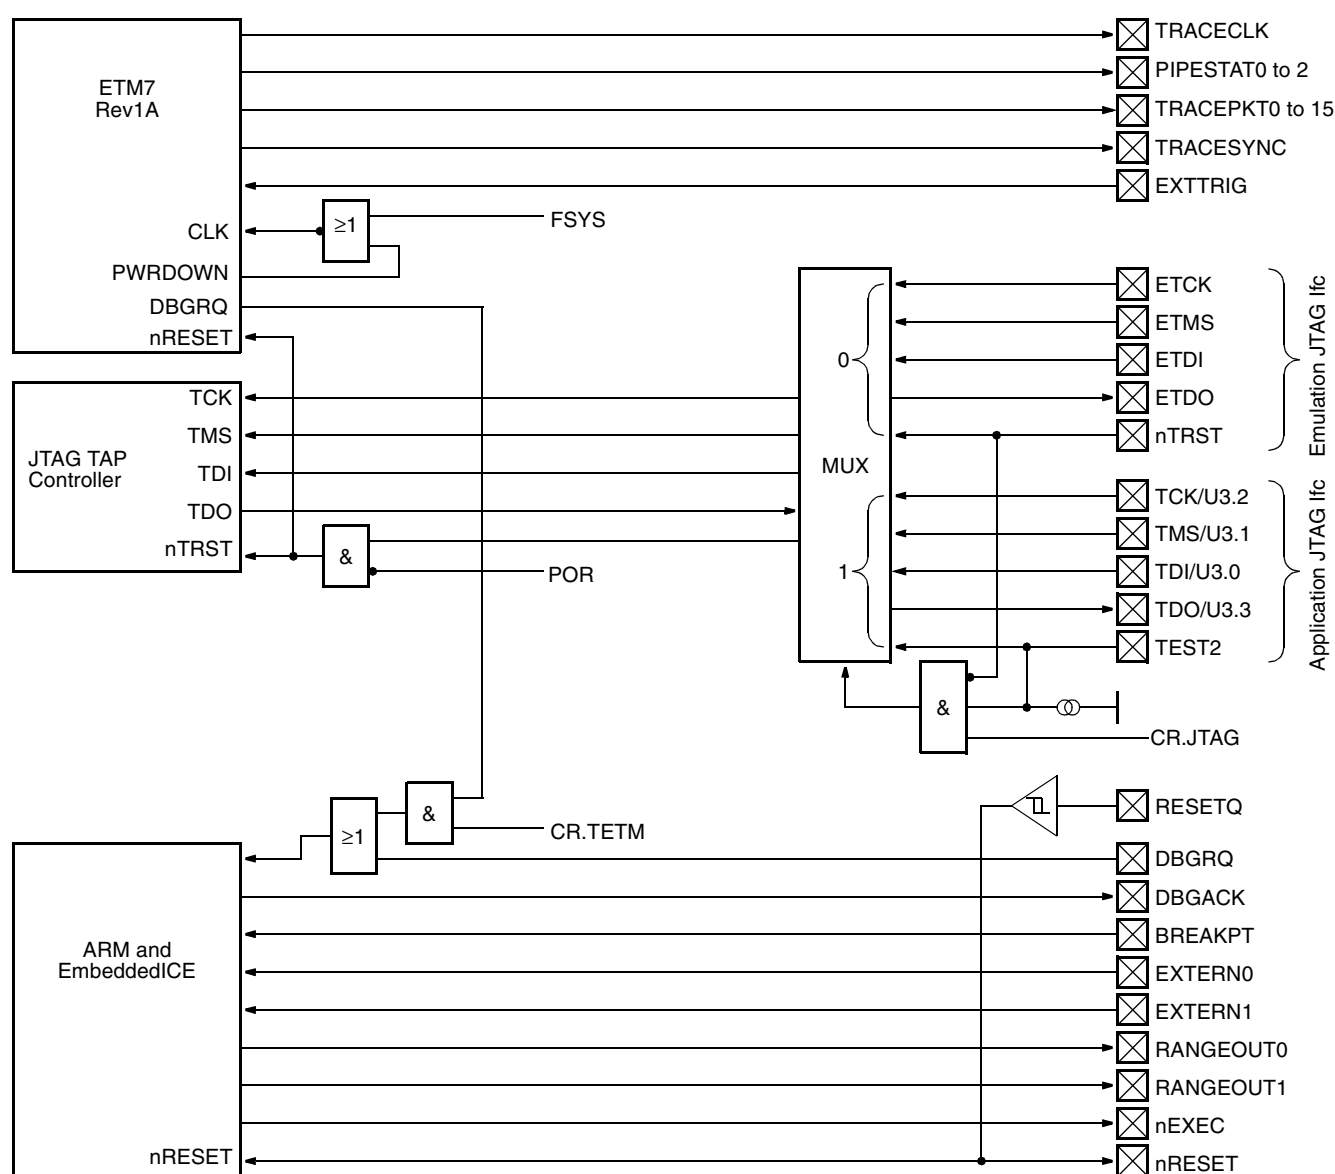 TRACECLK
PIPESTAT0 to 2
ETM7
Rev1A
TRACEPKT0 to 15
TRACESYNC
EXTTRIG
≥1
FSYS
CLK
PWRDOWN
DBGRQ
nRESET
ETCK
ETMS
0
ETDI
ETDO
nTRST
Emulation JTAG Ifc
TCK
TMS
JTAG TAP
Controller
TDI
TDO
nTRST
&
POR
MUX
TCK/U3.2
TMS/U3.1
1
TDI/U3.0
TDO/U3.3
TEST2
Application JTAG Ifc
&
CR.JTAG
RESETQ
&
≥1
CR.TETM
DBGRQ
DBGACK
ARM and
EmbeddedICE
BREAKPT
EXTERN0
EXTERN1
RANGEOUT0
RANGEOUT1
nEXEC
nRESET
nRESET